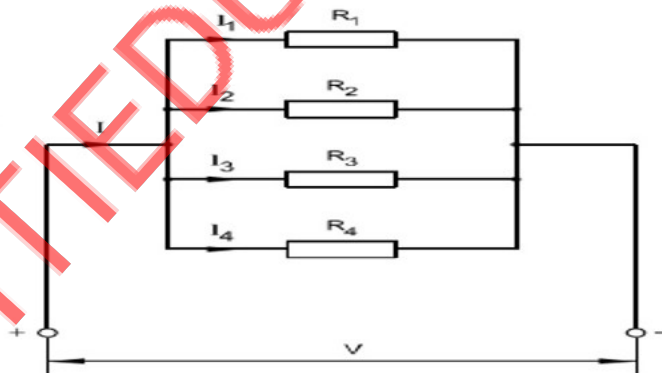 I₁ R₁
I₂ R₂
I
I₃ R₃
I₄ R₄
+ -
V